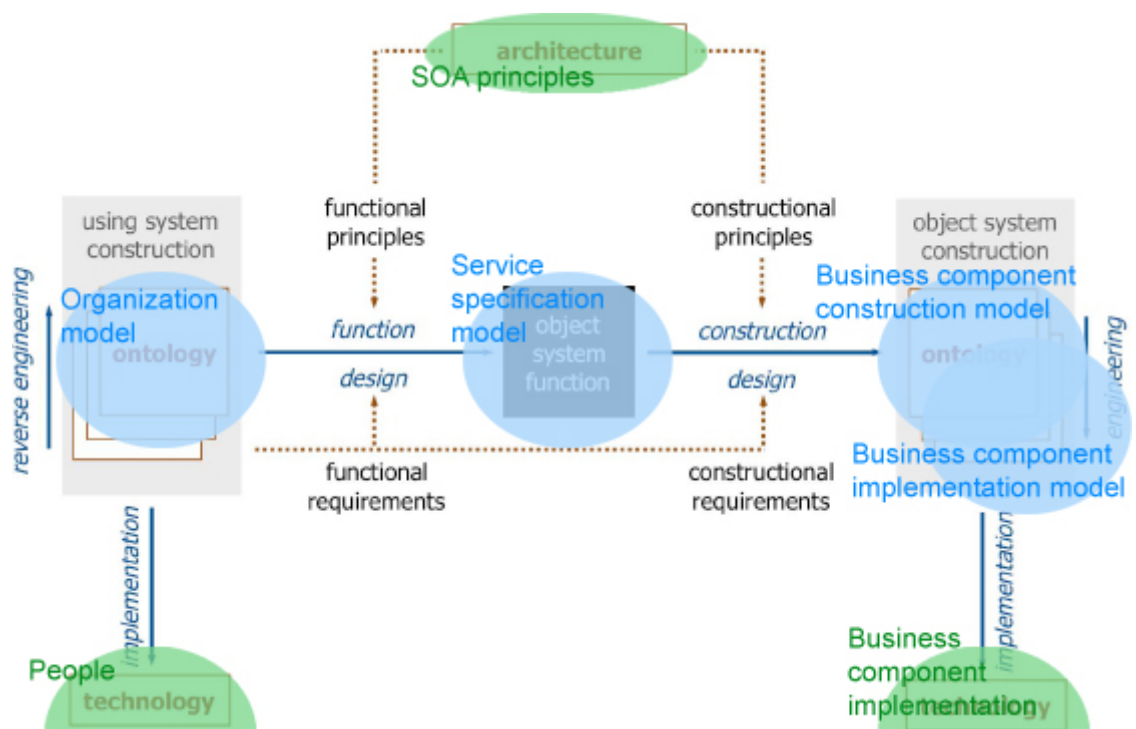 architecture
SOA principles
using system
construction
functional
principles
constructional
principles
object system
construction
reverse engineering
Organization
model
ontology
function
design
Service
specification
model
object
system
function
construction
design
Business component
construction model
ontology
engineering
functional
requirements
constructional
requirements
Business component
implementation model
implementation
implementation
People
technology
Business
component
implementation
technology